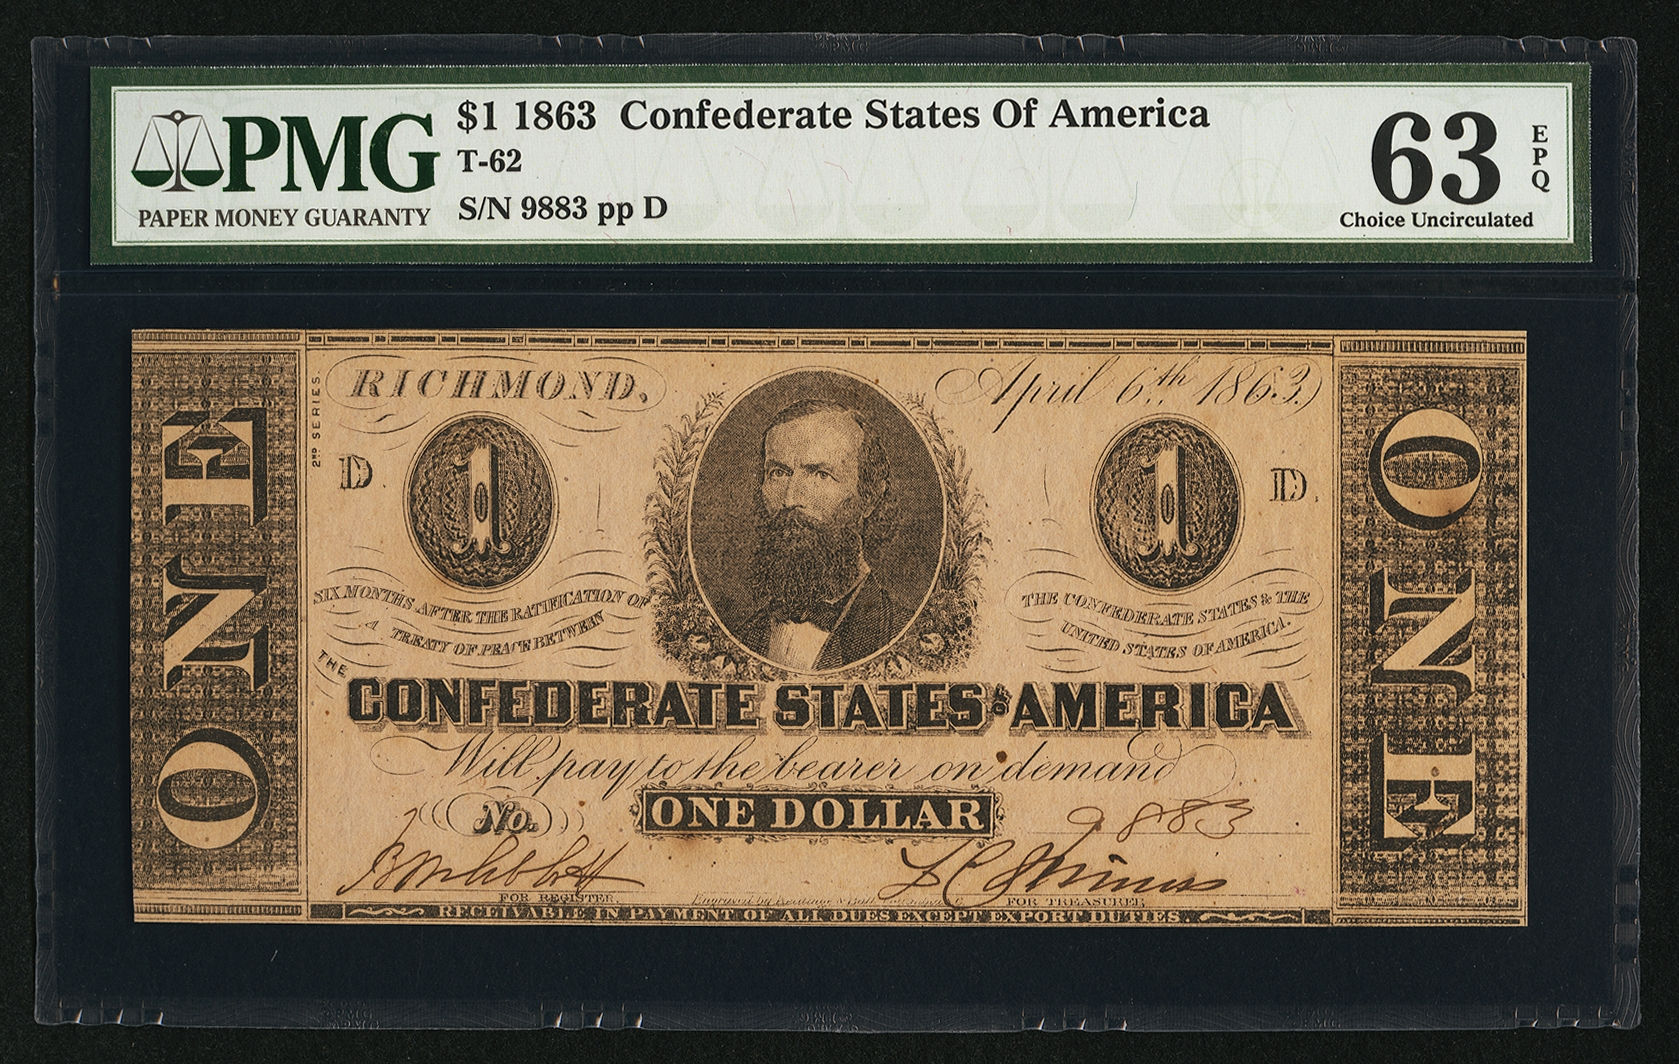 PMG
PAPER MONEY GUARANTY
$1 1863 Confederate States Of America
T-62
S/N 9883 pp D
63
EPQ
Choice Uncirculated
ONE
2ND SERIES.
RICHMOND,
April 6th 1863.
D
1
1
D
SIX MONTHS AFTER THE RATIFICATION OF
A TREATY OF PEACE BETWEEN
THE CONFEDERATE STATES & THE
UNITED STATES OF AMERICA.
THE
CONFEDERATE STATES OF AMERICA
Will pay to the bearer on demand
No.
ONE DOLLAR
9883
FOR REGISTER.
Engraved by
FOR TREASURER.
RECEIVABLE IN PAYMENT OF ALL DUES EXCEPT EXPORT DUTIES.
ONE